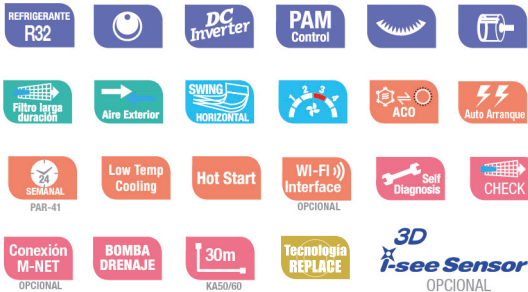 REFRIGERANTE
R32
DC
Inverter
PAM
Control
Filtro larga
duración
Aire Exterior
SWING
HORIZONTAL
1 2 3 4
ACO
Auto Arranque
24
SEMANAL
PAR-41
Low Temp
Cooling
Hot Start
WI-FI
Interface
OPCIONAL
Self
Diagnosis
CHECK
Conexión
M-NET
OPCIONAL
BOMBA
DRENAJE
30m
KA50/60
Tecnología
REPLACE
3D
i-see Sensor
OPCIONAL